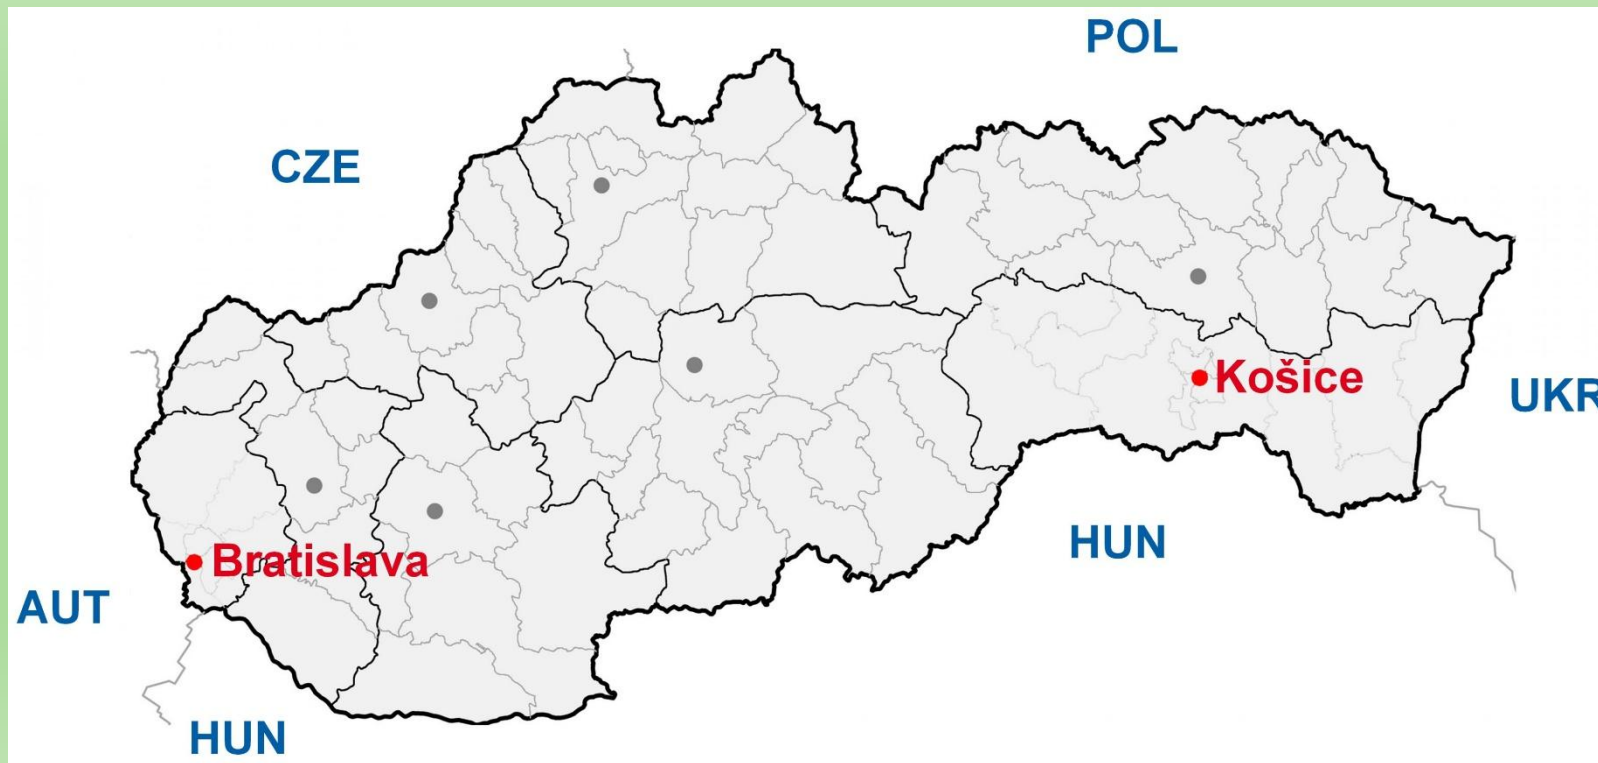 POL
CZE
Košice
UKR
HUN
Bratislava
AUT
HUN